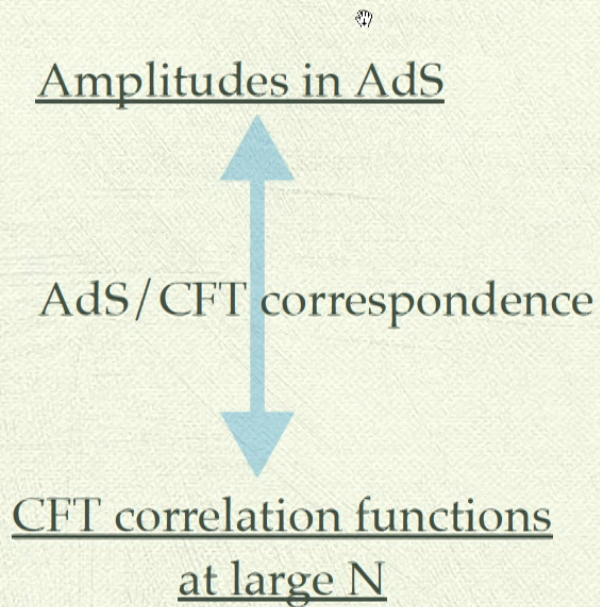 Amplitudes in AdS
AdS/CFT correspondence
CFT correlation functions
at large N